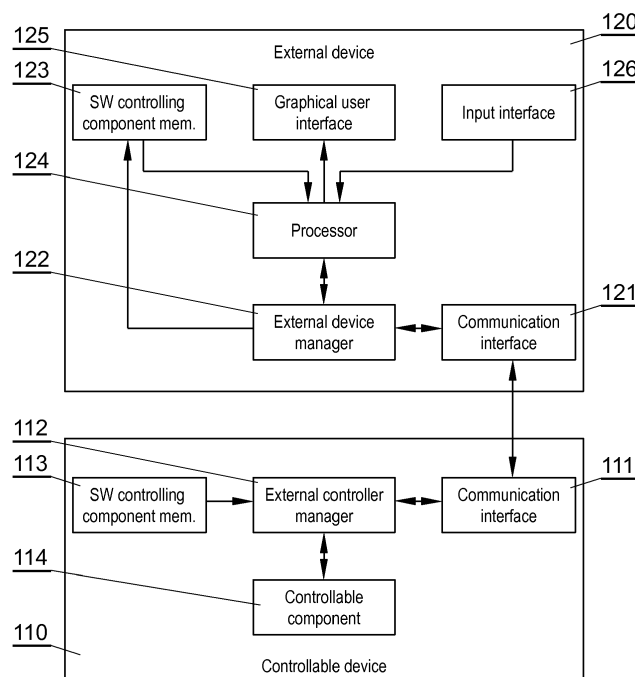 125
120
External device
123
126
SW controlling
component mem.
Graphical user
interface
Input interface
124
Processor
122
121
External device
manager
Communication
interface
112
113
111
SW controlling
component mem.
External controller
manager
Communication
interface
114
Controllable
component
110
Controllable device